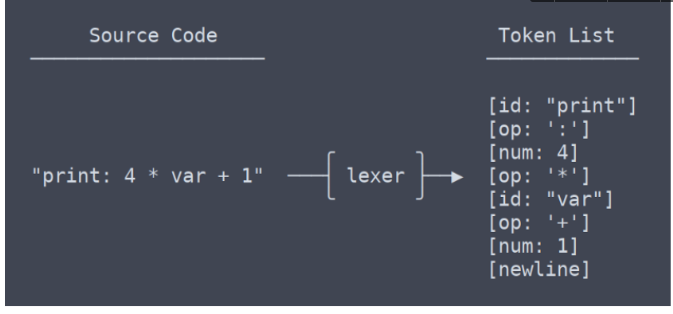 Source Code
Token List
[id: "print"]
[op: ':']
[num: 4]
"print: 4 * var + 1"
lexer
[op: '*']
[id: "var"]
[op: '+']
[num: 1]
[newline]